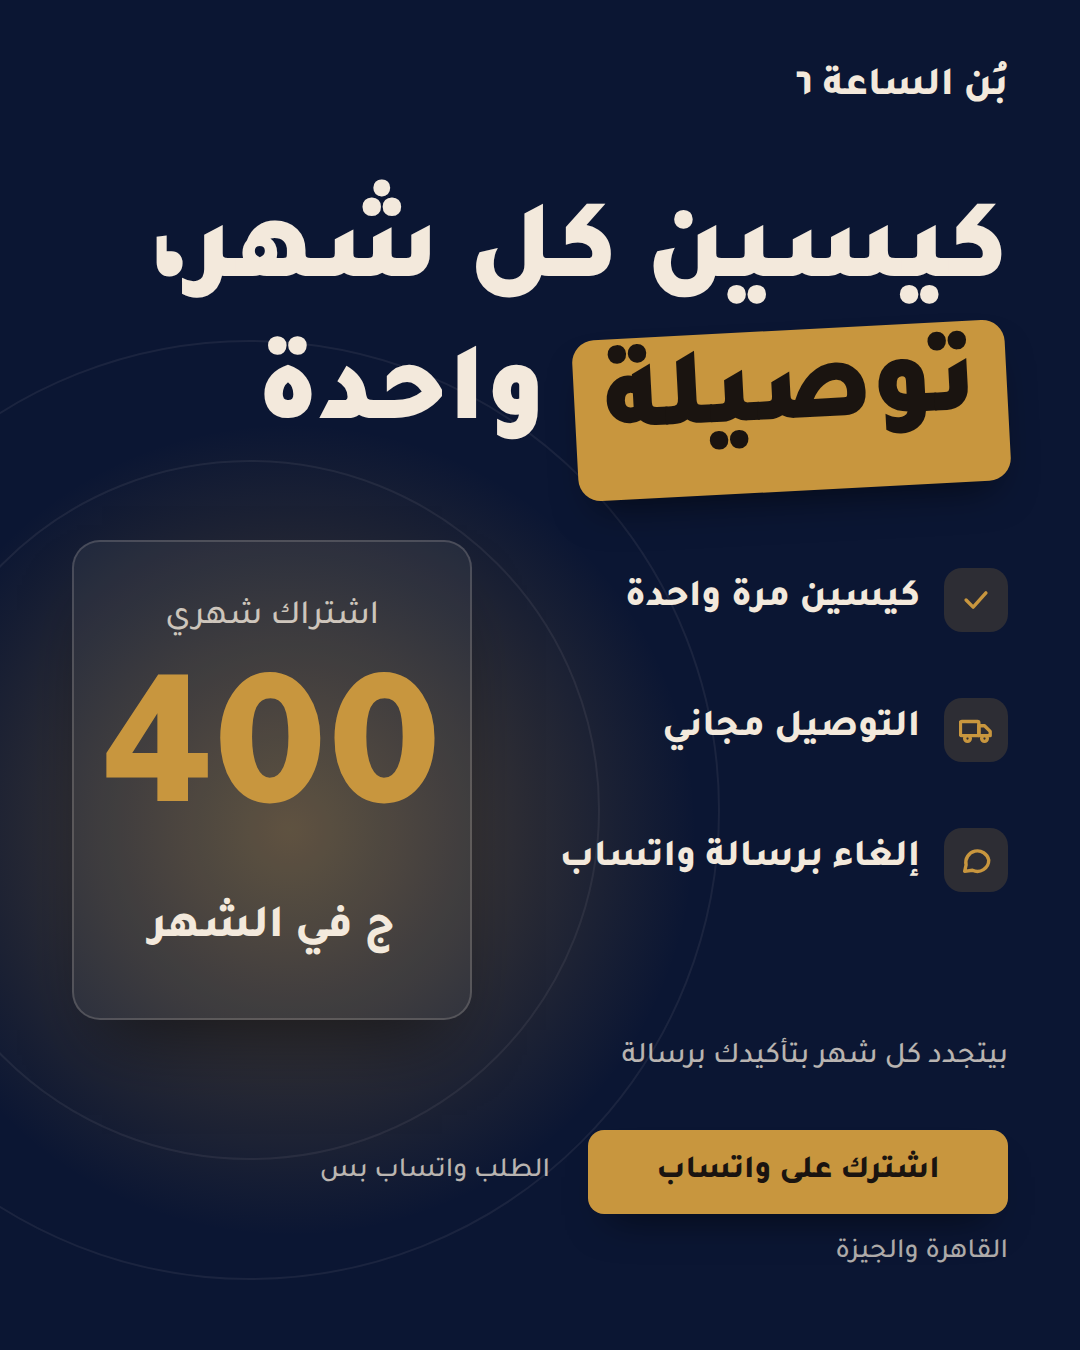 بُن الساعة ٦
كيسين كل شهر،
توصيلة واحدة
كيسين مرة واحدة
التوصيل مجاني
إلغاء برسالة واتساب
اشتراك شهري
400
ج في الشهر
بيتجدد كل شهر بتأكيدك برسالة
اشترك على واتساب
الطلب واتساب بس
القاهرة والجيزة